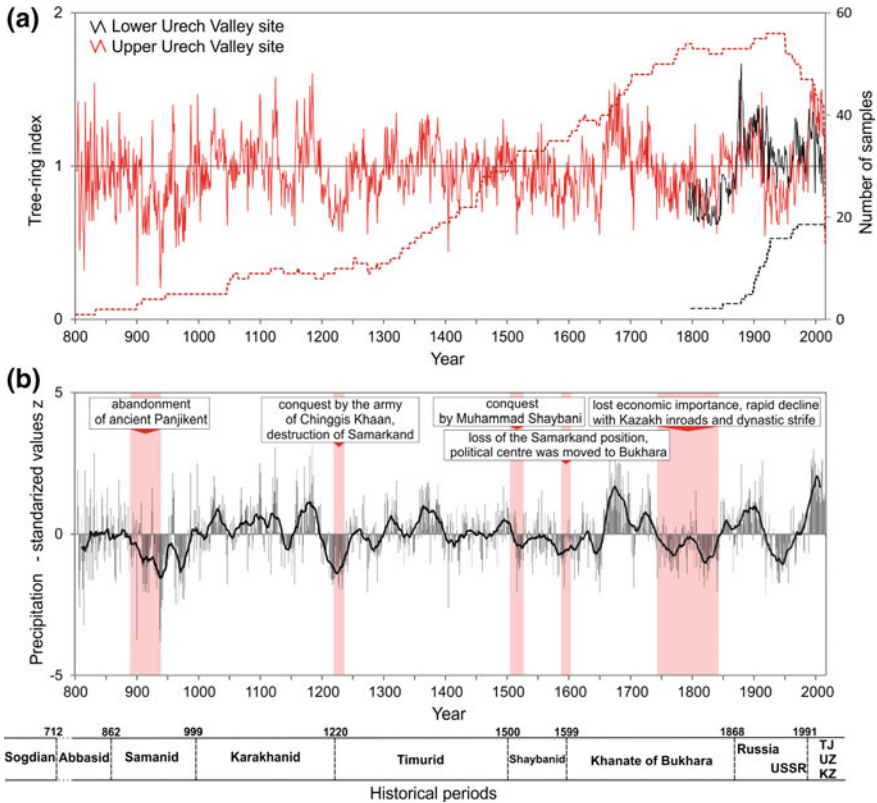 (a)
2
60
Lower Urech Valley site
Upper Urech Valley site
40
1
20
0
0
Tree-ring index
Number of samples
800 900 1000 1100 1200 1300 1400 1500 1600 1700 1800 1900 2000
Year
(b)
5
abandonment
of ancient Panjikent
conquest by the army
of Chinggis Khaan,
destruction of Samarkand
conquest
by Muhammad Shaybani
loss of the Samarkand position,
political centre was moved to Bukhara
lost economic importance, rapid decline
with Kazakh inroads and dynastic strife
0
-5
Precipitation - standarized values z
800 900 1000 1100 1200 1300 1400 1500 1600 1700 1800 1900 2000
Year
712 862 999 1220 1500 1599 1868 1991
Sogdian Abbasid Samanid Karakhanid Timurid Shaybanid Khanate of Bukhara Russia
USSR
TJ
UZ
KZ
Historical periods